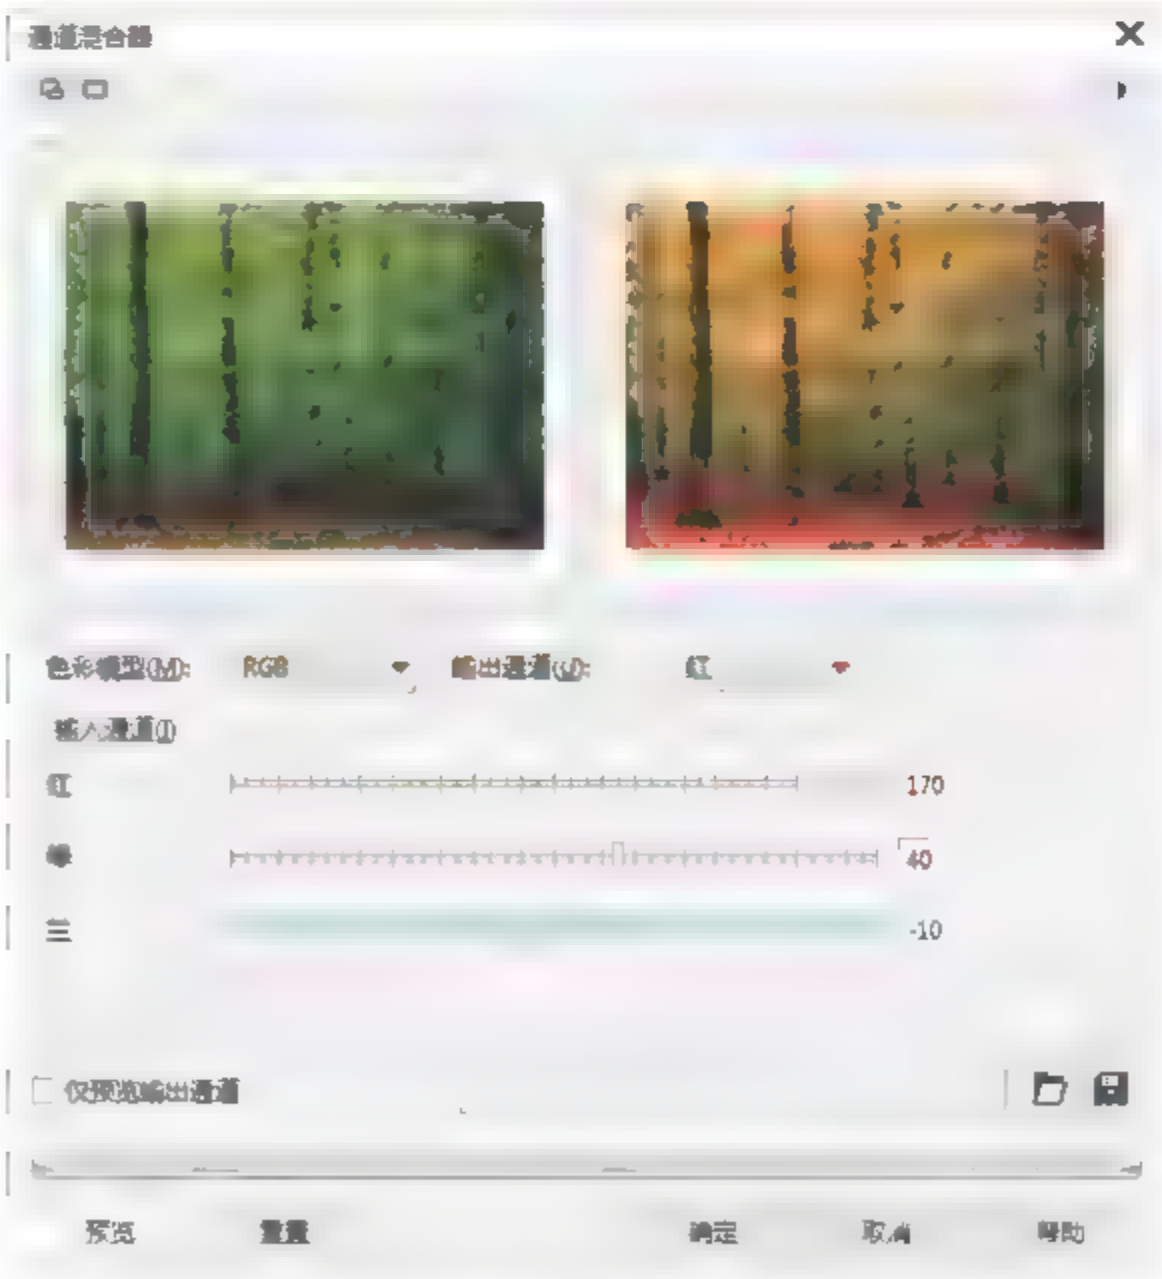 通道混合器
色彩模型(M): RGB 输出通道(U): 红
输入通道(I)
红 170
绿 40
兰 -10
仅预览输出通道
预览 重置 确定 取消 帮助